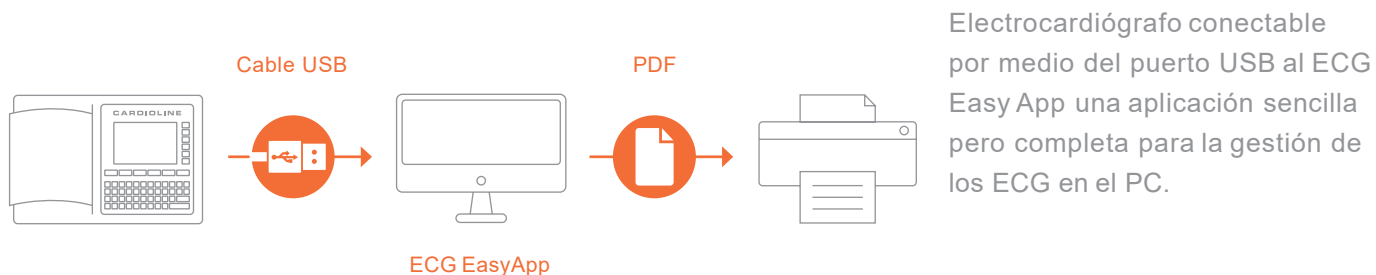 Cable USB
PDF
CARDIOLINE
ECG EasyApp
Electrocardiógrafo conectable
por medio del puerto USB al ECG
Easy App una aplicación sencilla
pero completa para la gestión de
los ECG en el PC.